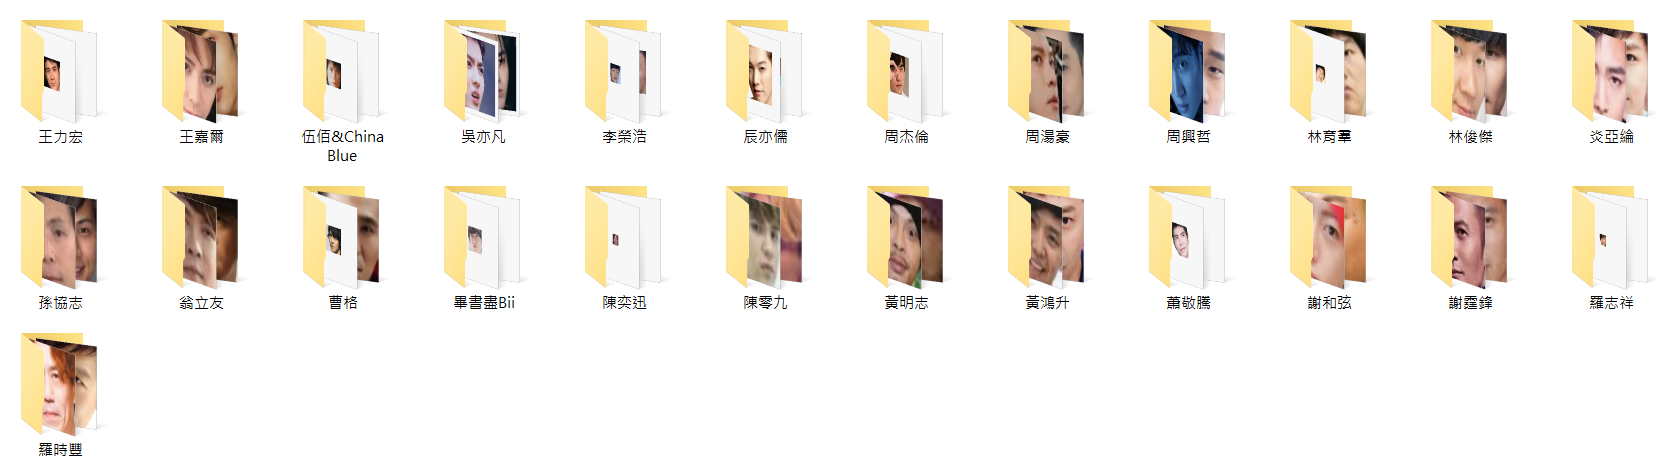 王力宏
王嘉爾
伍佰&China
Blue
吳亦凡
李榮浩
辰亦儒
周杰倫
周湯豪
周興哲
林育羣
林俊傑
炎亞綸
孫協志
翁立友
曹格
畢書盡Bii
陳奕迅
陳零九
黃明志
黃鴻升
蕭敬騰
謝和弦
謝霆鋒
羅志祥
羅時豐